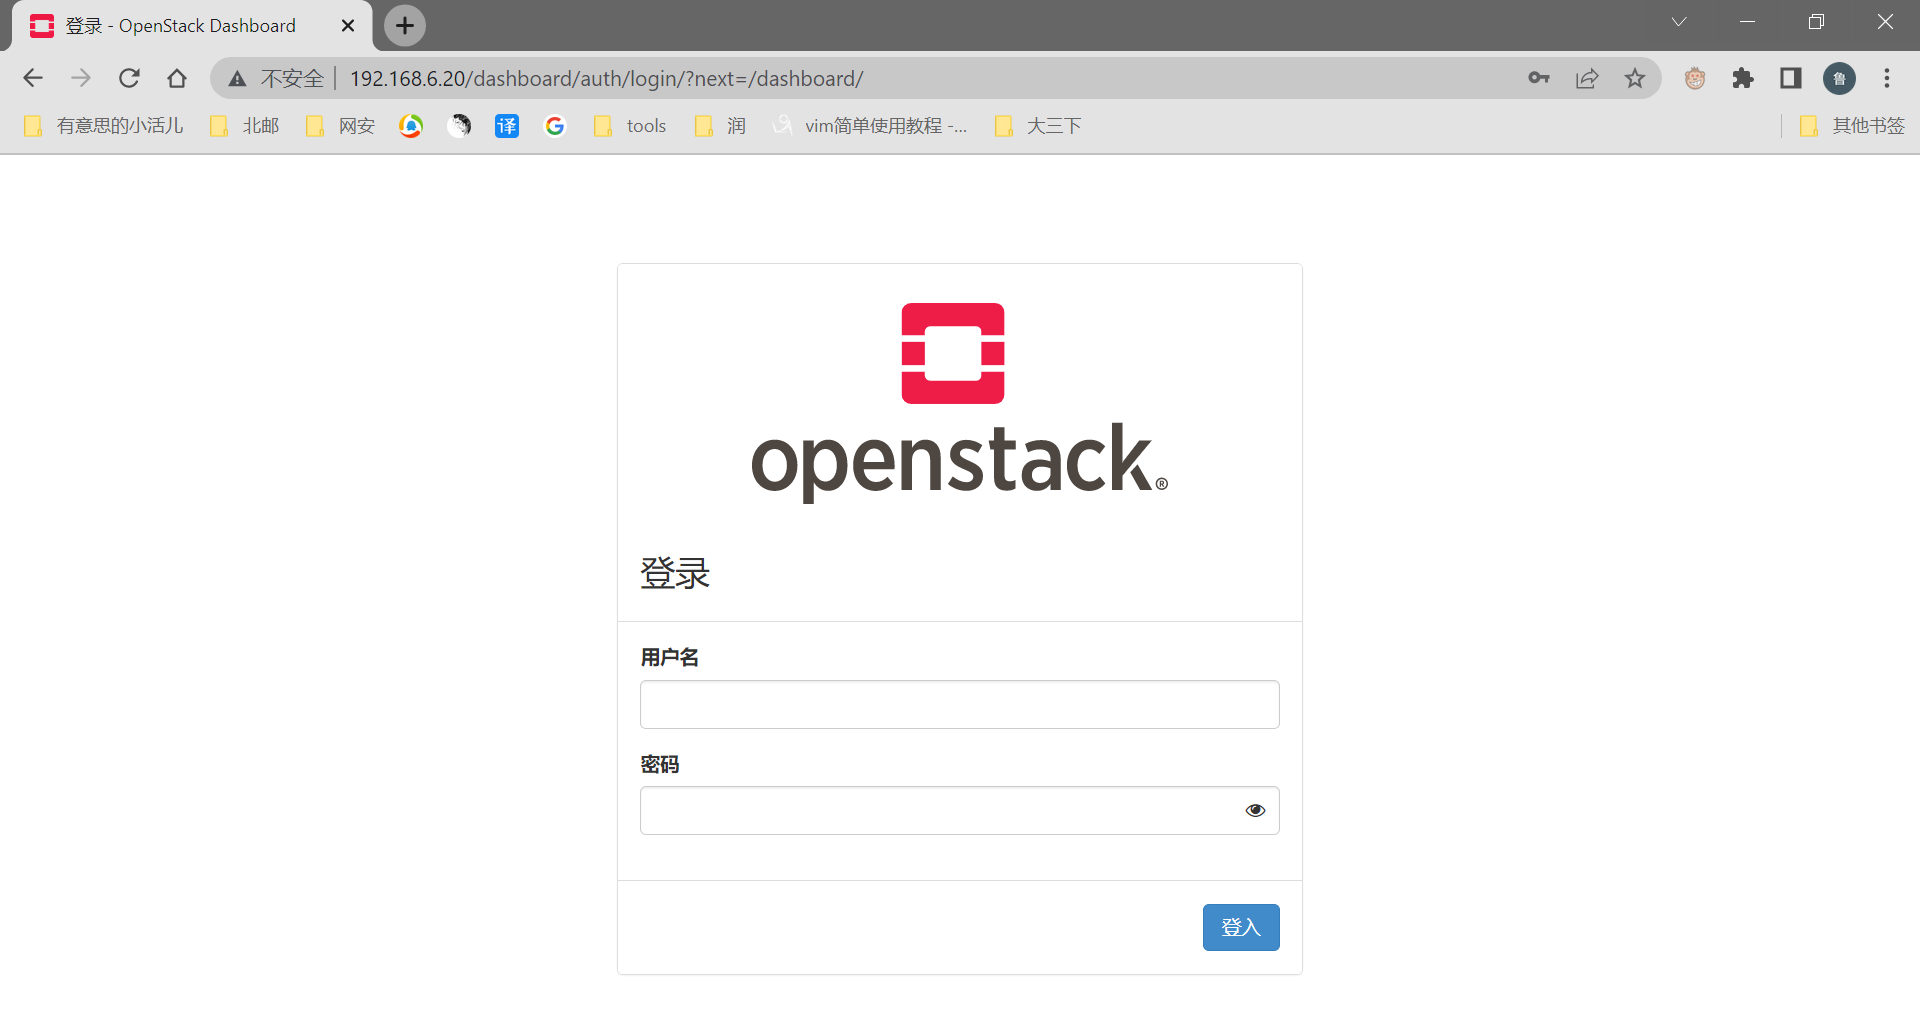 登录 - OpenStack Dashboard
不安全 192.168.6.20/dashboard/auth/login/?next=/dashboard/
鲁
有意思的小活儿 北邮 网安 译 G tools 润 vim简单使用教程 -... 大三下 其他书签
openstack®
登录
用户名
密码
登入